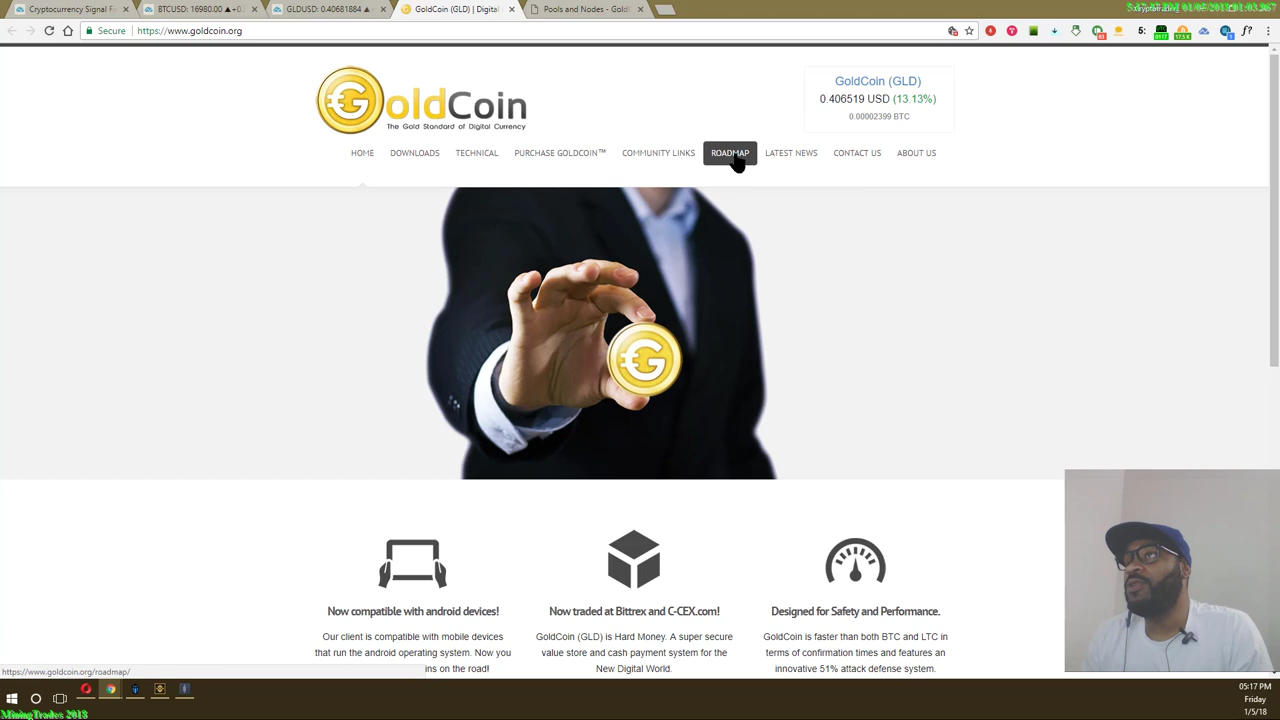 Cryptocurrency Signal Fi
BTCUSD: 16980.00 ▲+0.
GLDUSD: 0.40681884 ▲
GoldCoin (GLD) | Digital
Pools and Nodes - GoldC
Secure
https://www.goldcoin.org
GoldCoin
The Gold Standard of Digital Currency
GoldCoin (GLD)
0.406519 USD (13.13%)
0.00002399 BTC
HOME DOWNLOADS TECHNICAL PURCHASE GOLDCOIN™ COMMUNITY LINKS ROADMAP LATEST NEWS CONTACT US ABOUT US
Now compatible with android devices!
Our client is compatible with mobile devices
that run the android operating system. Now you
ins on the road!
Now traded at Bittrex and C-CEX.com!
GoldCoin (GLD) is Hard Money. A super secure
value store and cash payment system for the
New Digital World.
Designed for Safety and Performance.
GoldCoin is faster than both BTC and LTC in
terms of confirmation times and features an
innovative 51% attack defense system.
https://www.goldcoin.org/roadmap/
05:17 PM
Friday
1/5/18
MiningTrades 2018